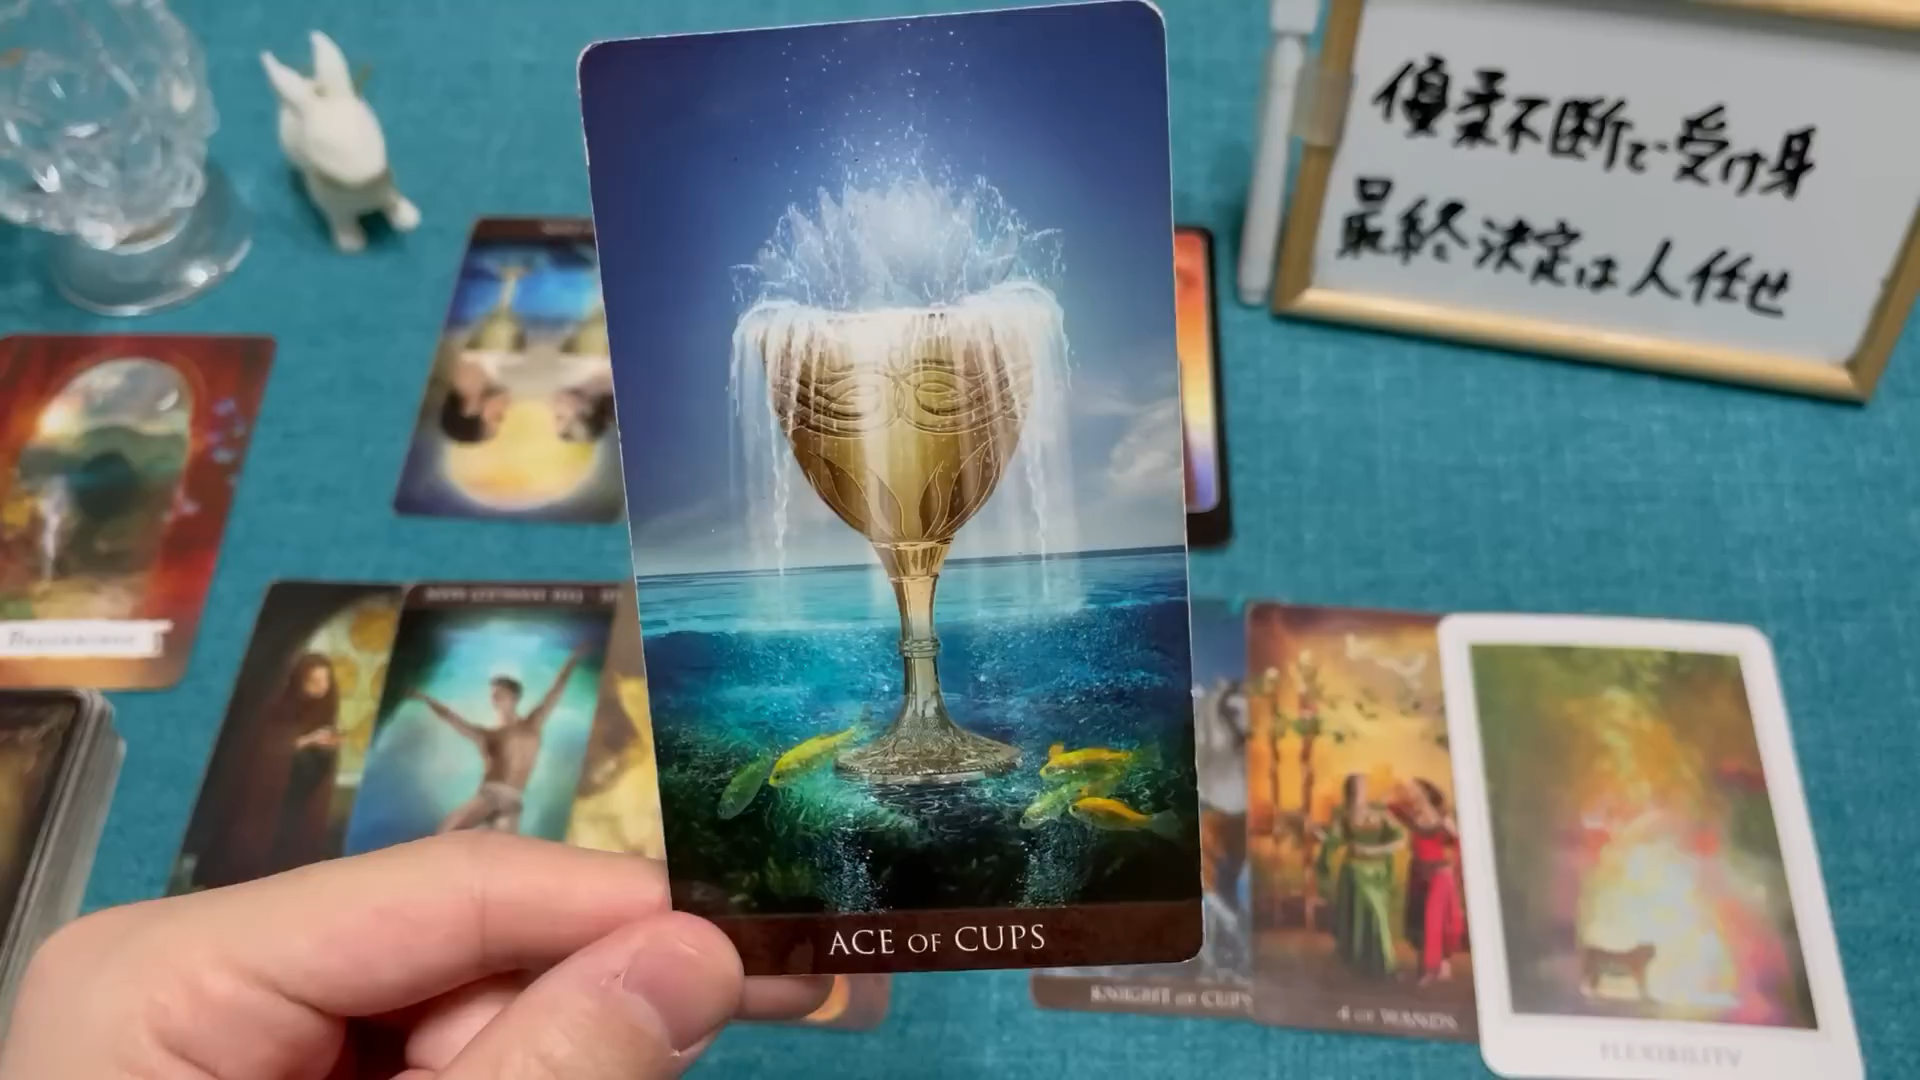 優柔不断で受け身
最終決定は人任せ
ACE OF CUPS
KNIGHT OF CUPS
4 OF WANDS
FLEXIBILITY